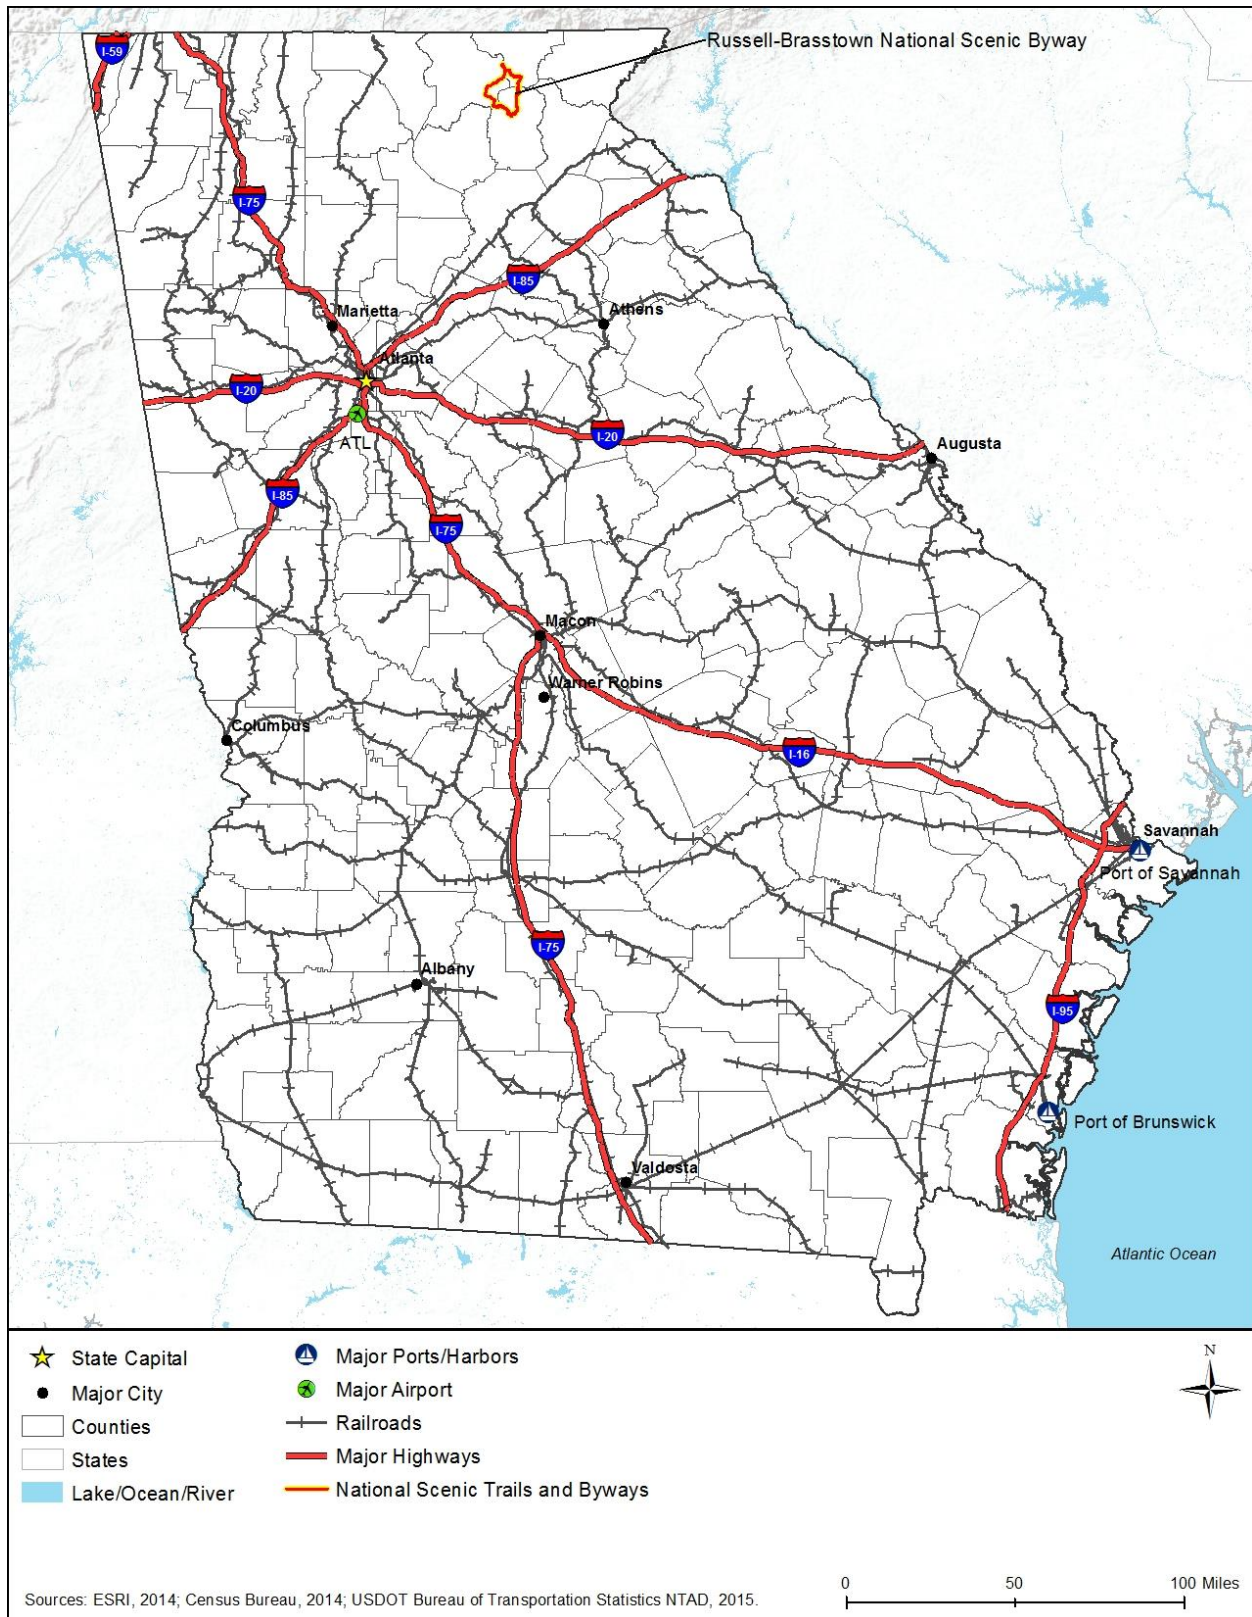 I-59
Russell-Brasstown National Scenic Byway
I-75
I-85
Marietta
Athens
Atlanta
I-20
ATL
I-20
Augusta
I-85
I-75
Macon
Warner Robins
Columbus
I-16
Savannah
Port of Savannah
I-75
Albany
I-95
Port of Brunswick
Valdosta
Atlantic Ocean
State Capital
Major City
Counties
States
Lake/Ocean/River
Major Ports/Harbors
Major Airport
Railroads
Major Highways
National Scenic Trails and Byways
N
0 50 100 Miles
Sources: ESRI, 2014; Census Bureau, 2014; USDOT Bureau of Transportation Statistics NTAD, 2015.